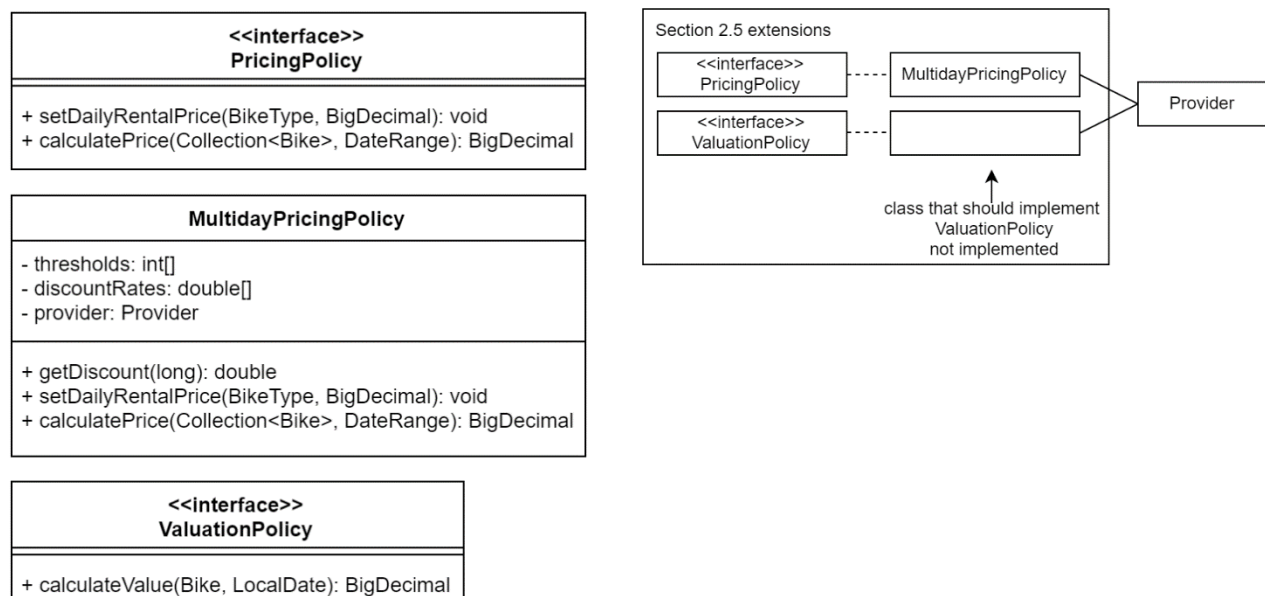 <<interface>>
PricingPolicy
+ setDailyRentalPrice(BikeType, BigDecimal): void
+ calculatePrice(Collection<Bike>, DateRange): BigDecimal
MultidayPricingPolicy
- thresholds: int[]
- discountRates: double[]
- provider: Provider
+ getDiscount(long): double
+ setDailyRentalPrice(BikeType, BigDecimal): void
+ calculatePrice(Collection<Bike>, DateRange): BigDecimal
<<interface>>
ValuationPolicy
+ calculateValue(Bike, LocalDate): BigDecimal
Section 2.5 extensions
<<interface>>
PricingPolicy
MultidayPricingPolicy
Provider
<<interface>>
ValuationPolicy
class that should implement
ValuationPolicy
not implemented